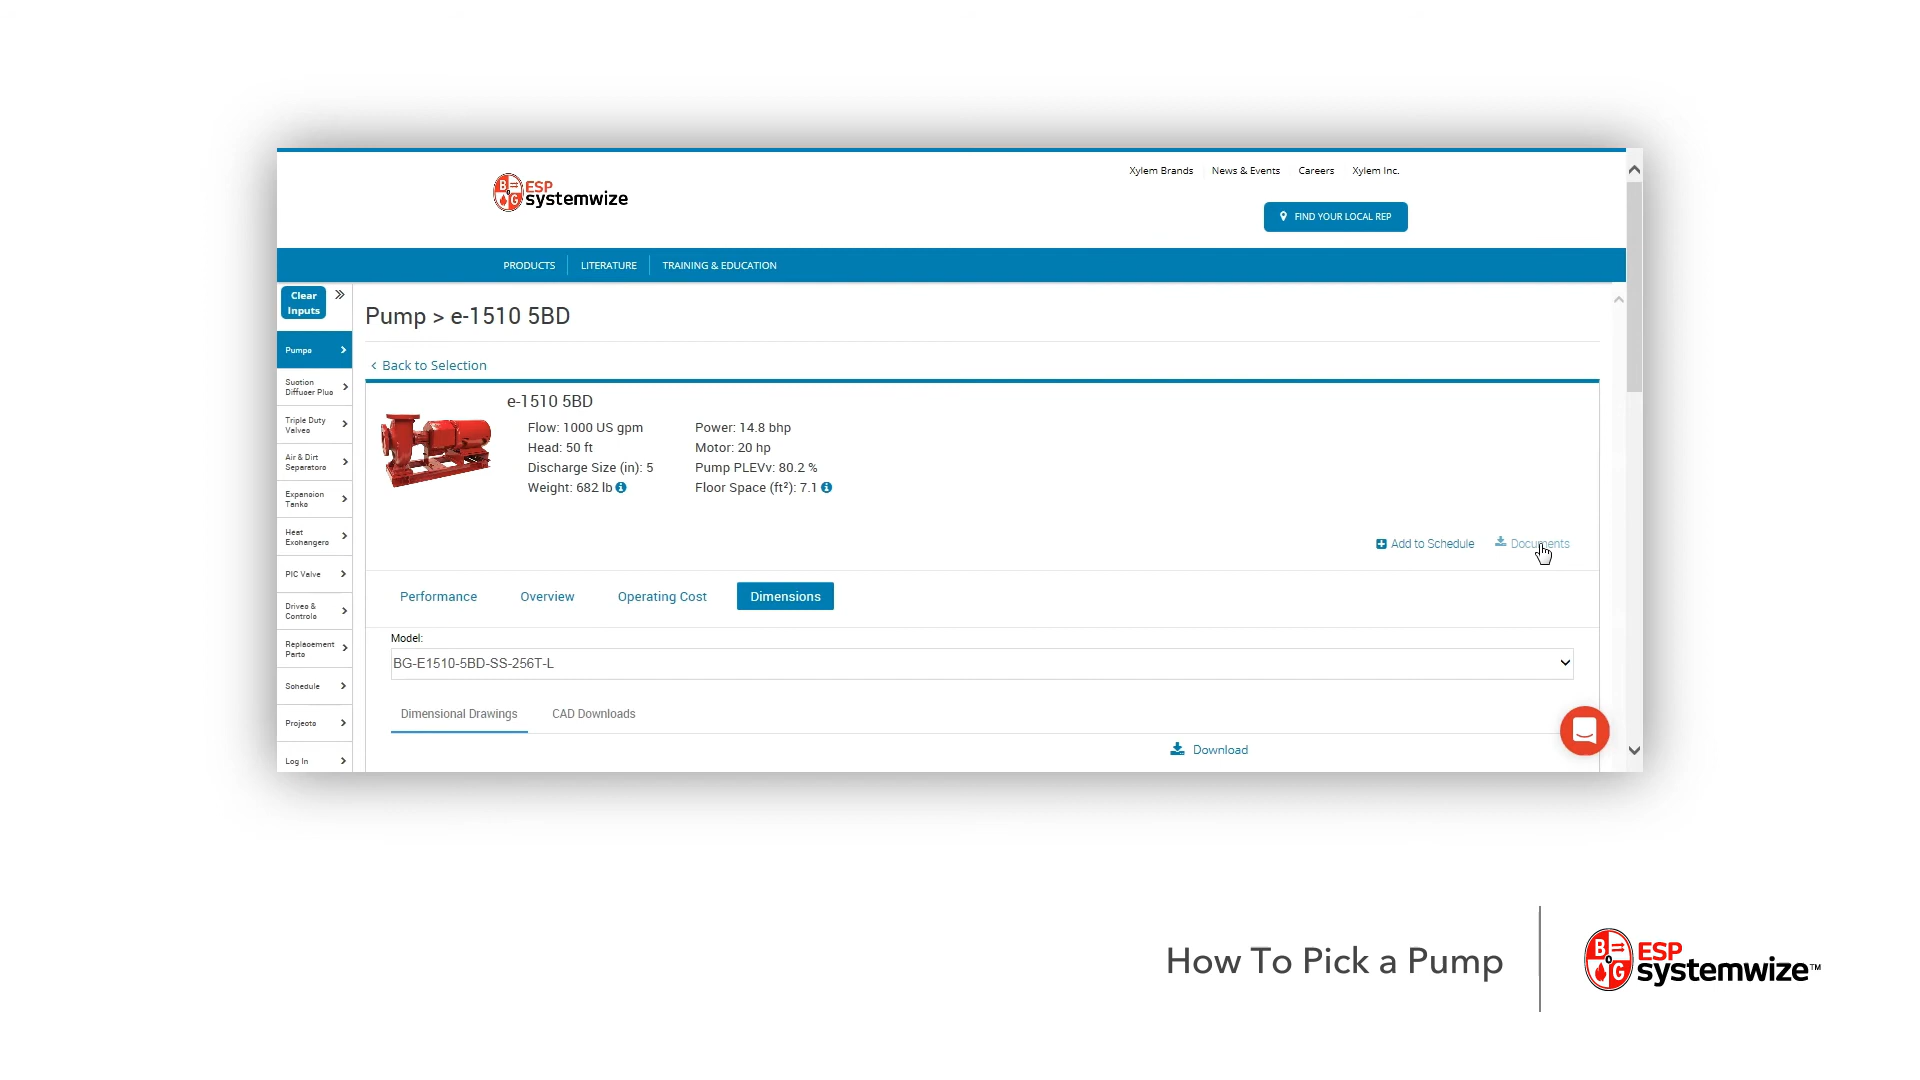 Xylem Brands News & Events Careers Xylem Inc.
B G ESP
systemwize
FIND YOUR LOCAL REP
PRODUCTS LITERATURE TRAINING & EDUCATION
Clear
Inputs
Pump > e-1510 5BD
Pumps
Back to Selection
Suction
Diffuser Plus
e-1510 5BD
Triple Duty
Valves
Flow: 1000 US gpm Power: 14.8 bhp
Head: 50 ft Motor: 20 hp
Air & Dirt
Separators
Discharge Size (in): 5 Pump PLEVv: 80.2 %
Weight: 682 lb Floor Space (ft²): 7.1
Expansion
Tanks
Heat
Exchangers
Add to Schedule Documents
PIC Valve
Performance Overview Operating Cost Dimensions
Drives &
Controls
Model:
Replacement
Parts
BG-E1510-5BD-SS-256T-L
Schedule
Dimensional Drawings CAD Downloads
Projects
Download
Log In
How To Pick a Pump
B G ESP
systemwize™